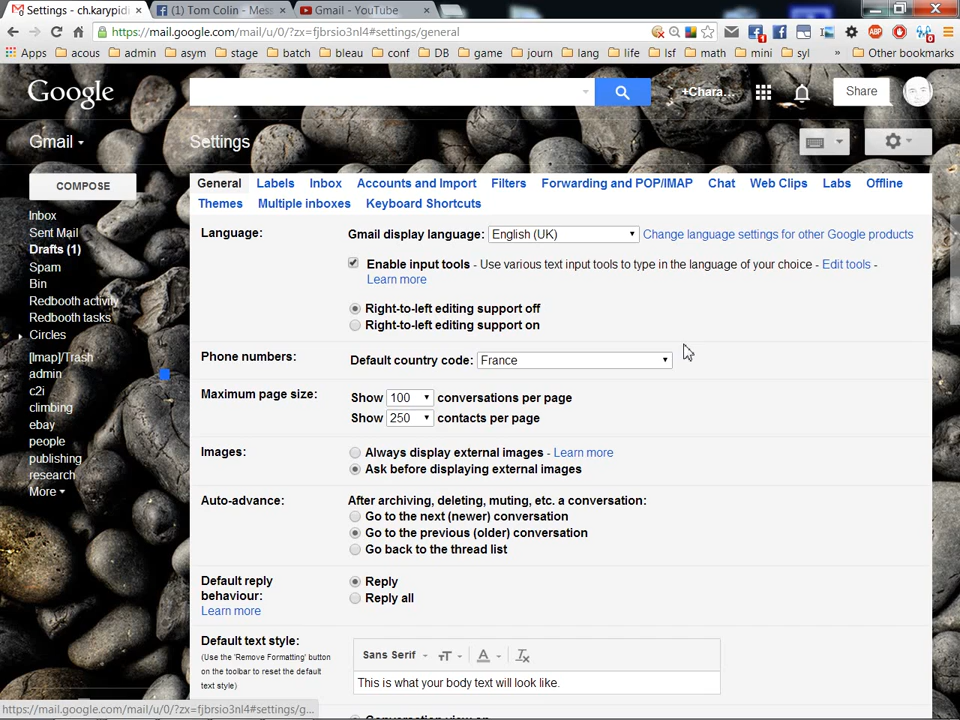 Settings - ch.karypidi
(1) Tom Colin - Mess
Gmail - YouTube
https://mail.google.com/mail/u/0/?zx=fjbrsio3nl4#settings/general
Apps acous admin asym stage batch bleau conf DB game journ lang life lsf math mini syl » Other bookmarks
Google
+Chara...
Share
Gmail
Settings
COMPOSE
General Labels Inbox Accounts and Import Filters Forwarding and POP/IMAP Chat Web Clips Labs Offline
Themes Multiple inboxes Keyboard Shortcuts
Inbox
Sent Mail
Drafts (1)
Spam
Bin
Redbooth activity
Redbooth tasks
Circles
[Imap]/Trash
admin
c2i
climbing
ebay
people
publishing
research
More
Language:
Gmail display language: English (UK) Change language settings for other Google products
Enable input tools - Use various text input tools to type in the language of your choice - Edit tools -
Learn more
Right-to-left editing support off
Right-to-left editing support on
Phone numbers:
Default country code: France
Maximum page size:
Show 100 conversations per page
Show 250 contacts per page
Images:
Always display external images - Learn more
Ask before displaying external images
Auto-advance:
After archiving, deleting, muting, etc. a conversation:
Go to the next (newer) conversation
Go to the previous (older) conversation
Go back to the thread list
Default reply
behaviour:
Learn more
Reply
Reply all
Default text style:
(Use the 'Remove Formatting' button
on the toolbar to reset the default
text style)
Sans Serif
This is what your body text will look like.
https://mail.google.com/mail/u/0/?zx=fjbrsio3nl4#settings/g...